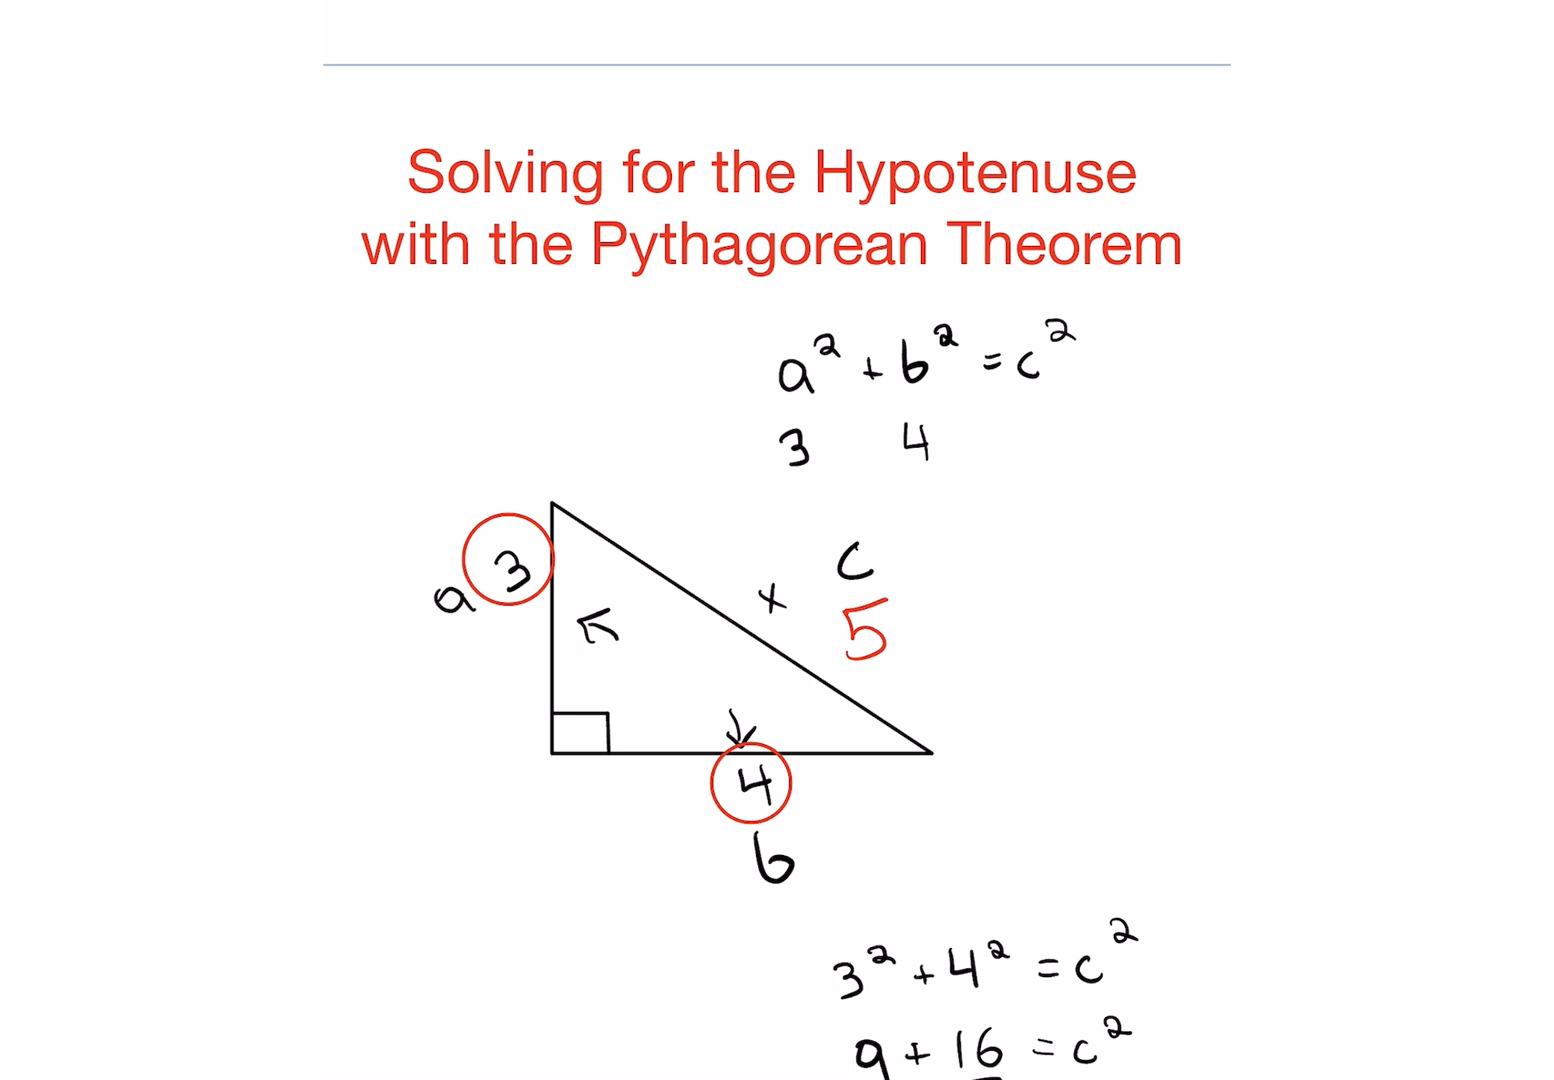 Solving for the Hypotenuse
with the Pythagorean Theorem
a² + b² = c²
3 4
c
a 3
x
5
4
b
3² + 4² = c²
9 + 16 = c²